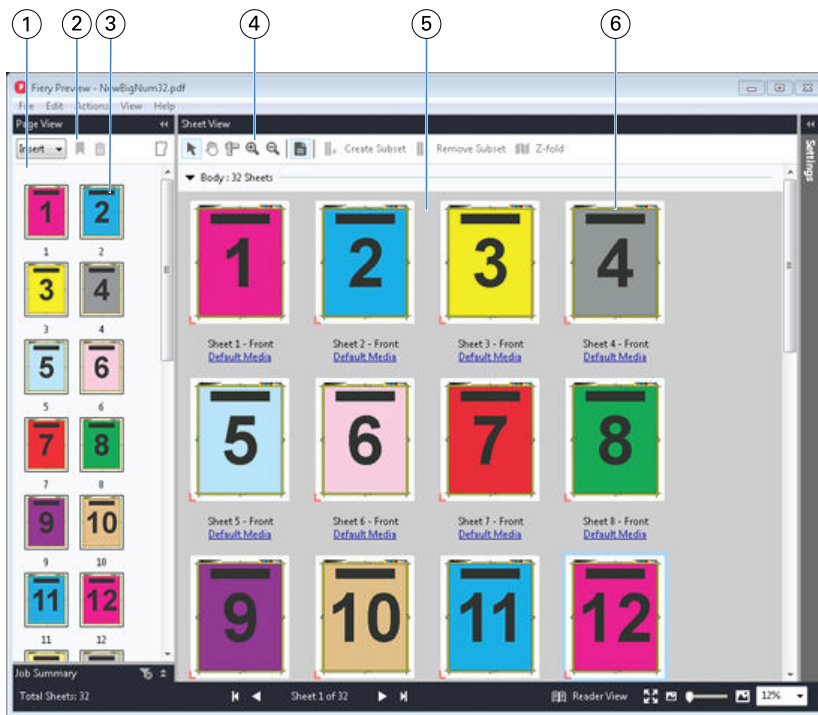 1 2 3 4 5 6
Fiery Preview - NewBigNum32.pdf
File Edit Actions View Help
Page View Sheet View
Insert Create Subset Remove Subset Z-fold
Settings
Body : 32 Sheets
1 2
1 2
3 4
3 4
5 6
5 6
7 8
7 8
9 10
9 10
11 12
11 12
1 2 3 4
Sheet 1 - Front Sheet 2 - Front Sheet 3 - Front Sheet 4 - Front
Default Media Default Media Default Media Default Media
5 6 7 8
Sheet 5 - Front Sheet 6 - Front Sheet 7 - Front Sheet 8 - Front
Default Media Default Media Default Media Default Media
9 10 11 12
Job Summary
Total Sheets: 32 Sheet 1 of 32 Reader View 12%